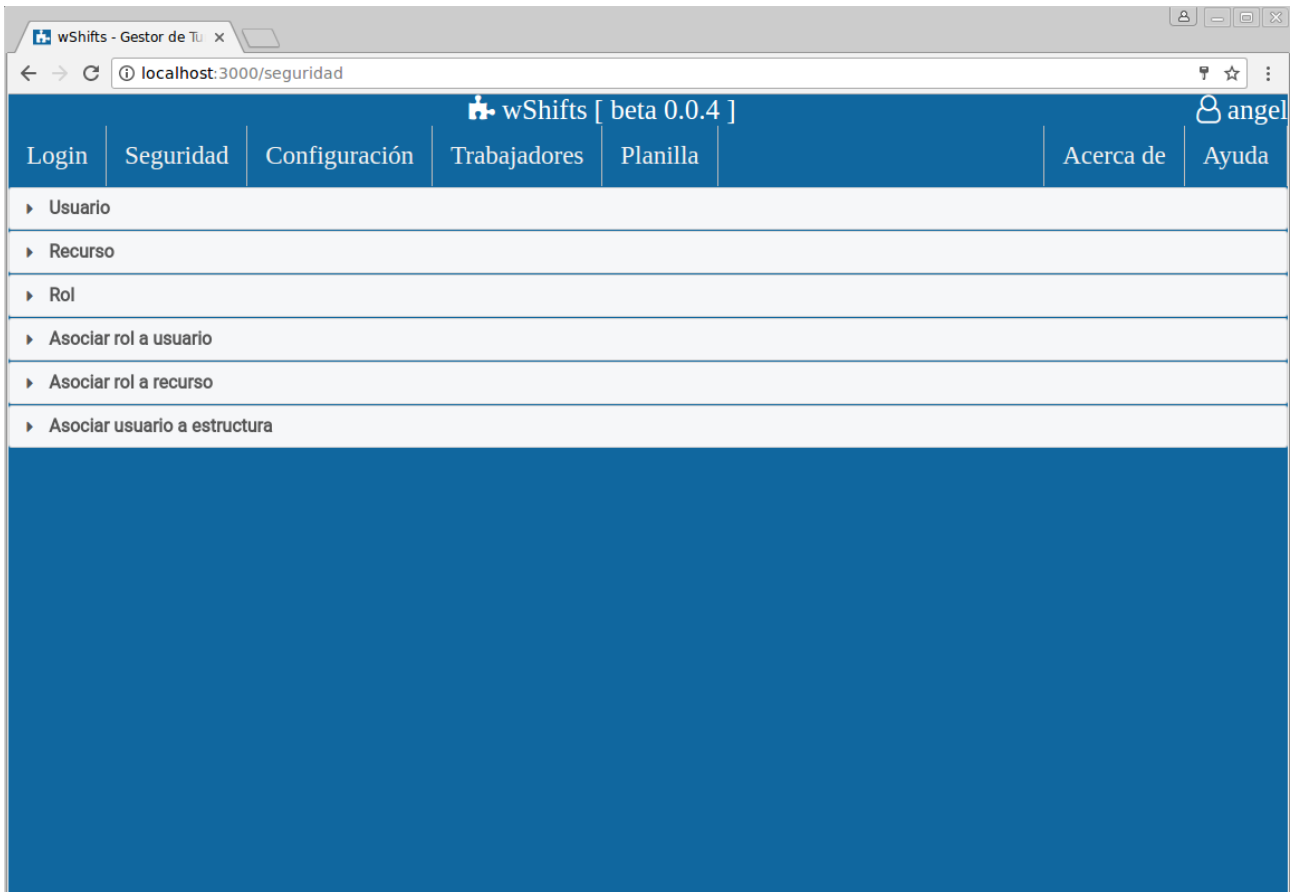 wShifts - Gestor de Tu
localhost:3000/seguridad
wShifts [ beta 0.0.4 ]
angel
Login
Seguridad
Configuración
Trabajadores
Planilla
Acerca de
Ayuda
Usuario
Recurso
Rol
Asociar rol a usuario
Asociar rol a recurso
Asociar usuario a estructura